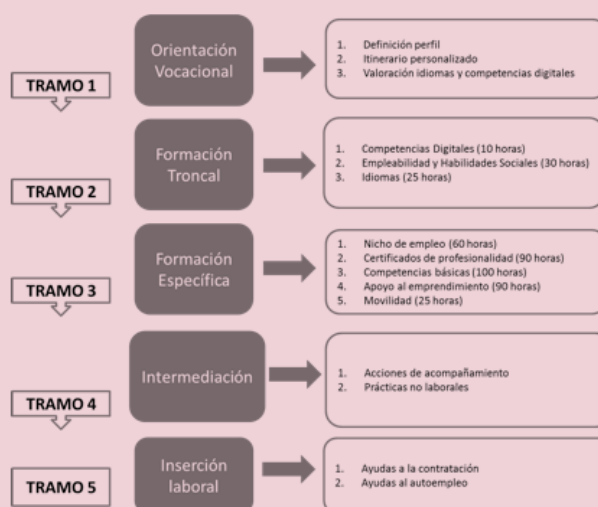 TRAMO 1
Orientación
Vocacional
1. Definición perfil
2. Itinerario personalizado
3. Valoración idiomas y competencias digitales
TRAMO 2
Formación
Troncal
1. Competencias Digitales (10 horas)
2. Empleabilidad y Habilidades Sociales (30 horas)
3. Idiomas (25 horas)
TRAMO 3
Formación
Específica
1. Nicho de empleo (60 horas)
2. Certificados de profesionalidad (90 horas)
3. Competencias básicas (100 horas)
4. Apoyo al emprendimiento (90 horas)
5. Movilidad (25 horas)
TRAMO 4
Intermediación
1. Acciones de acompañamiento
2. Prácticas no laborales
TRAMO 5
Inserción
laboral
1. Ayudas a la contratación
2. Ayudas al autoempleo